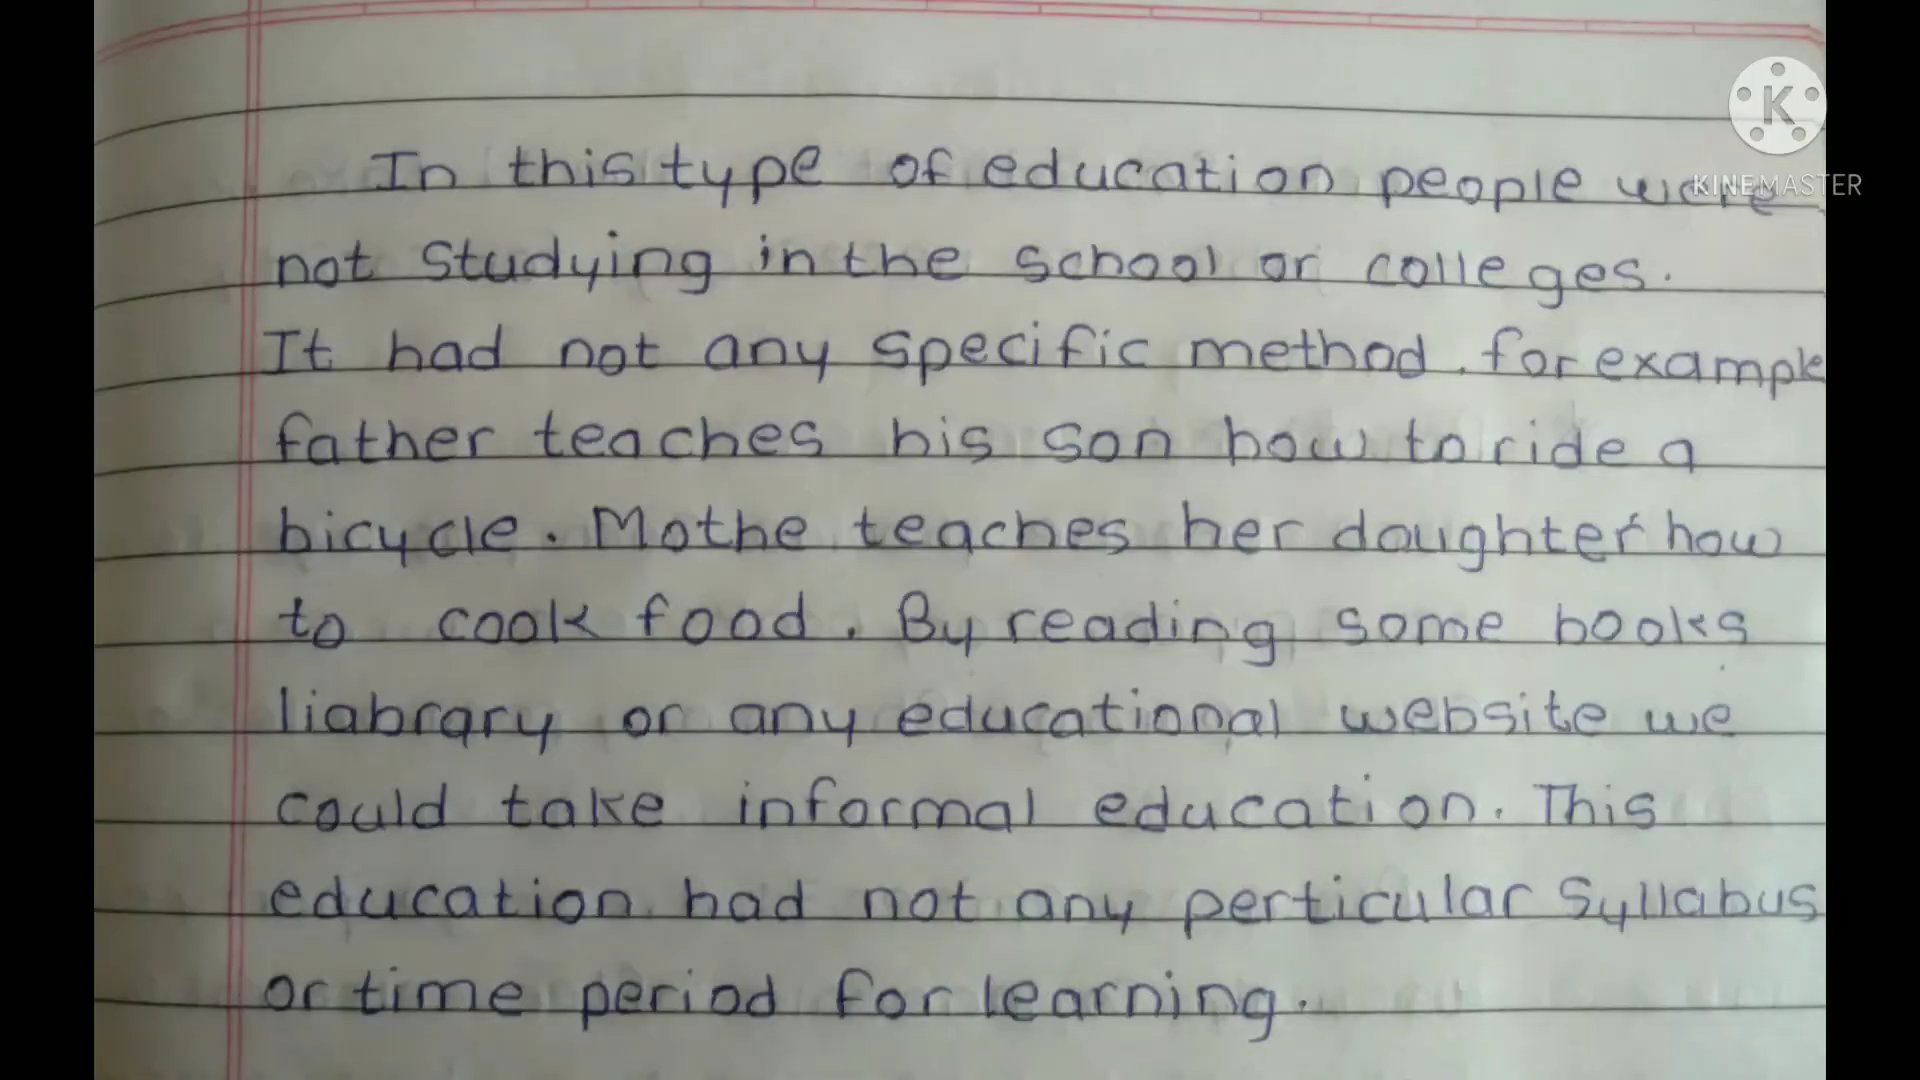 In this type of education people were
not studying in the school or colleges.
It had not any specific method. for example
father teaches his son how to ride a
bicycle. Mothe teaches her daughter how
to cook food. By reading some books
liabrary or any educational website we
could take informal education. This
education had not any perticular syllabus
or time period for learning.
K
KINEMASTER